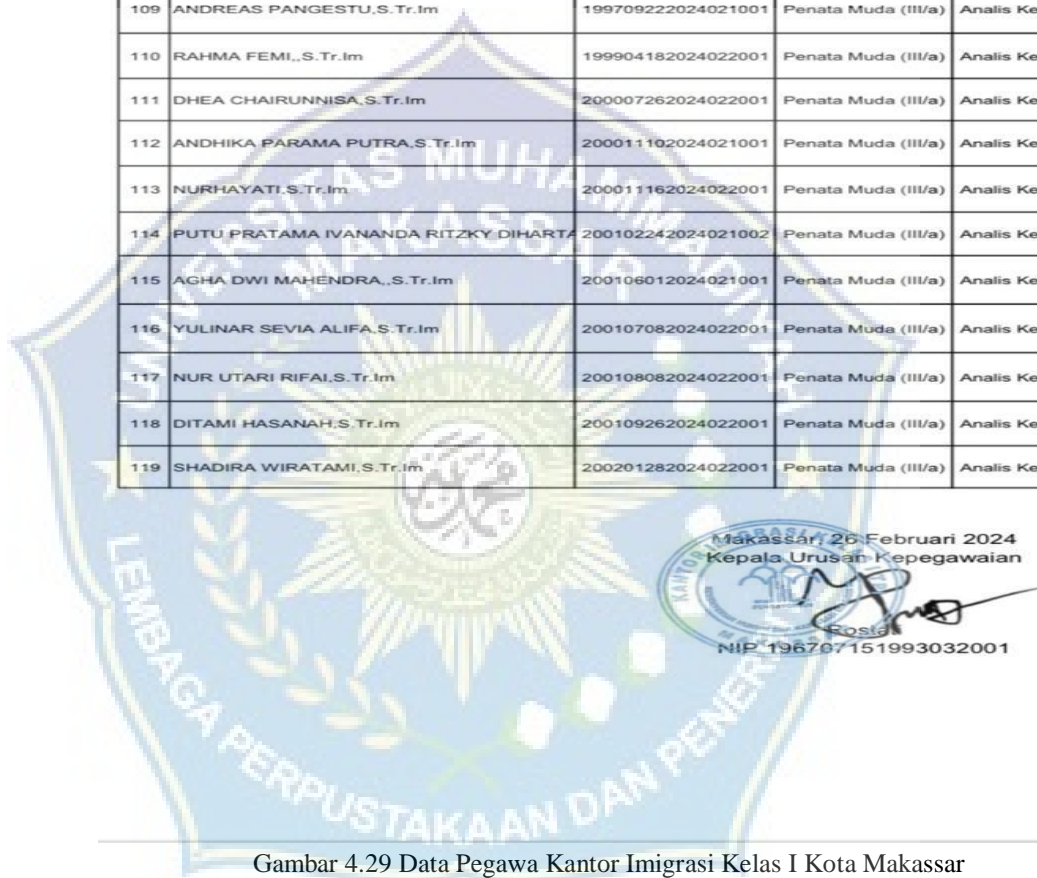 109 ANDREAS PANGESTU,S.Tr.Im 199709222024021001 Penata Muda (III/a) Analis Ke
110 RAHMA FEMI,,S.Tr.Im 199904182024022001 Penata Muda (III/a) Analis Ke
111 DHEA CHAIRUNNISA,S.Tr.Im 200007262024022001 Penata Muda (III/a) Analis Ke
112 ANDHIKA PARAMA PUTRA,S.Tr.Im 200011102024021001 Penata Muda (III/a) Analis Ke
113 NURHAYATI,S.Tr.Im 200011162024022001 Penata Muda (III/a) Analis Ke
114 PUTU PRATAMA IVANANDA RITZKY DIHARTA 200102242024021002 Penata Muda (III/a) Analis Ke
115 AGHA DWI MAHENDRA,,S.Tr.Im 200106012024021001 Penata Muda (III/a) Analis Ke
116 YULINAR SEVIA ALIFA,S.Tr.Im 200107082024022001 Penata Muda (III/a) Analis Ke
117 NUR UTARI RIFAI,S.Tr.Im 200108082024022001 Penata Muda (III/a) Analis Ke
118 DITAMI HASANAH,S.Tr.Im 200109262024022001 Penata Muda (III/a) Analis Ke
119 SHADIRA WIRATAMI,S.Tr.Im 200201282024022001 Penata Muda (III/a) Analis Ke
UNIVERSITAS MUHAMMADIYAH
MAKASSAR
Makassar, 26 Februari 2024
Kepala Urusan Kepegawaian
NIP 196707151993032001
LEMBAGA PERPUSTAKAAN DAN
Gambar 4.29 Data Pegawa Kantor Imigrasi Kelas I Kota Makassar